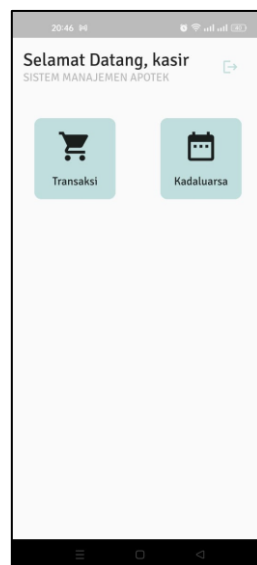 20:46
Selamat Datang, kasir
SISTEM MANAJEMEN APOTEK
Transaksi
Kadaluarsa